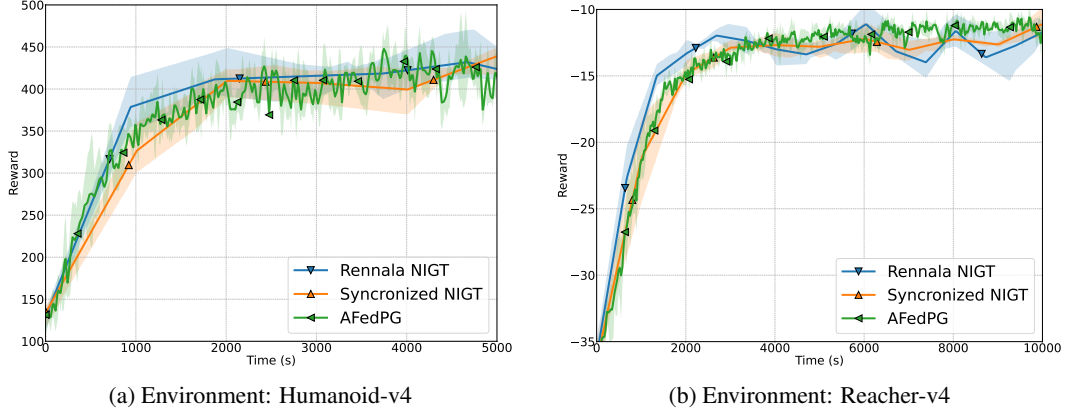 500
450
400
350
300
250
200
150
100
0
1000
2000
3000
4000
5000
Reward
Time (s)
Rennala NIGT
Syncronized NIGT
AFedPG
(a) Environment: Humanoid-v4
−10
−15
−20
−25
−30
−35
0
2000
4000
6000
8000
10000
Reward
Time (s)
Rennala NIGT
Syncronized NIGT
AFedPG
(b) Environment: Reacher-v4